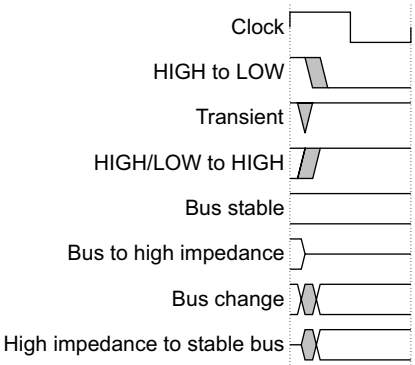 Clock
HIGH to LOW
Transient
HIGH/LOW to HIGH
Bus stable
Bus to high impedance
Bus change
High impedance to stable bus